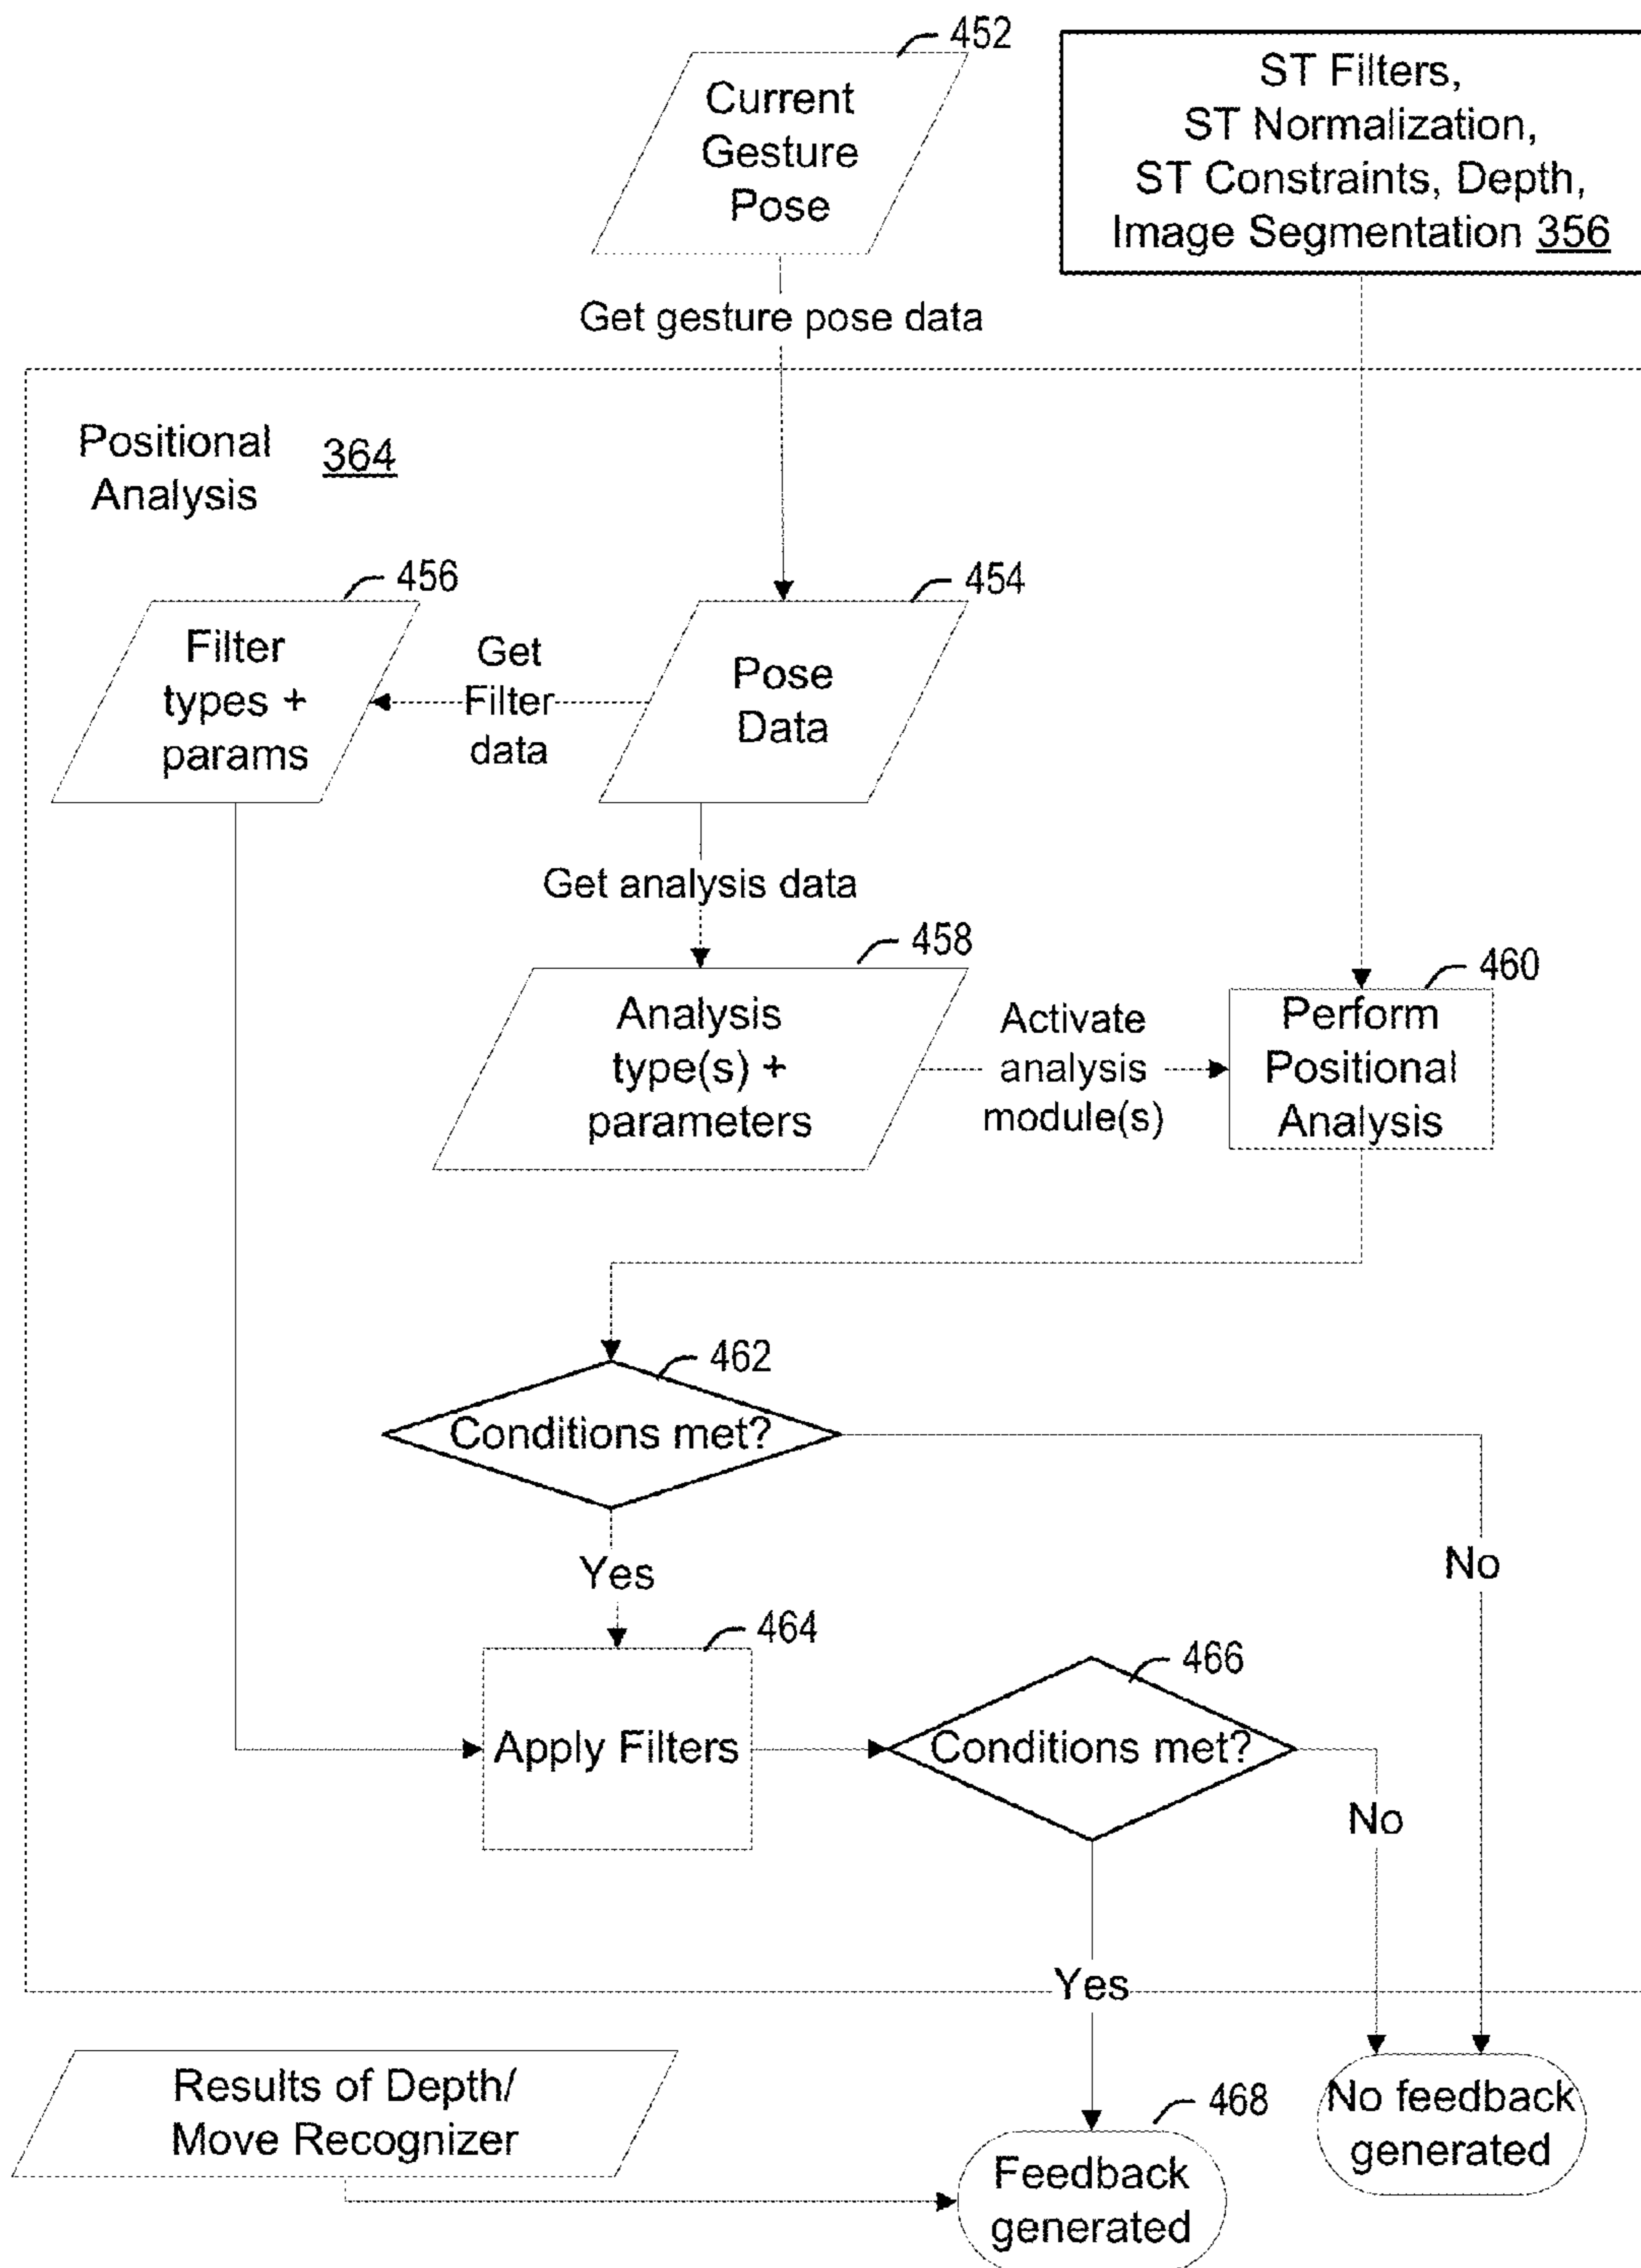 452
Current
Gesture
Pose
ST Filters,
ST Normalization,
ST Constraints, Depth,
Image Segmentation 356
Get gesture pose data
Positional
Analysis
364
456
Filter
types +
params
Get
Filter
data
454
Pose
Data
Get analysis data
458
Analysis
type(s) +
parameters
Activate
analysis
module(s)
460
Perform
Positional
Analysis
462
Conditions met?
Yes
No
464
Apply Filters
466
Conditions met?
No
Yes
Results of Depth/
Move Recognizer
468
Feedback
generated
No feedback
generated